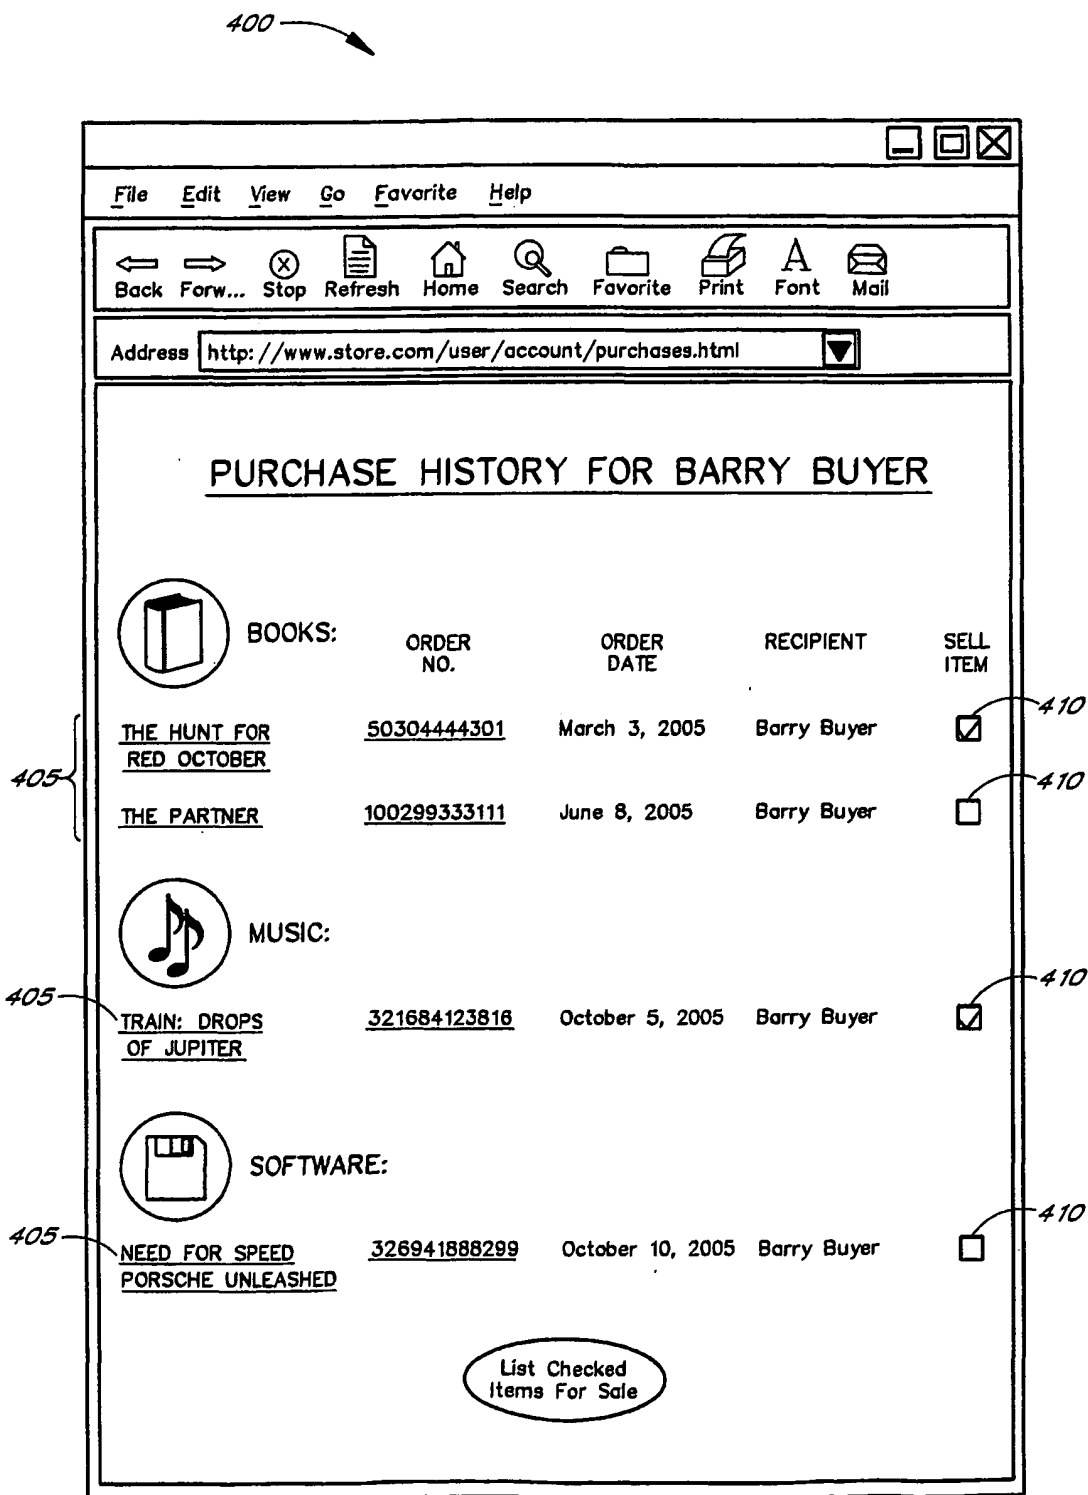 400
File Edit View Go Favorite Help
Back Forw... Stop Refresh Home Search Favorite Print Font Mail
Address http://www.store.com/user/account/purchases.html
PURCHASE HISTORY FOR BARRY BUYER
BOOKS: ORDER NO. ORDER DATE RECIPIENT SELL ITEM
410
THE HUNT FOR 50304444301 March 3, 2005 Barry Buyer
RED OCTOBER
405
410
THE PARTNER 100299333111 June 8, 2005 Barry Buyer
MUSIC:
405
410
TRAIN: DROPS 321684123816 October 5, 2005 Barry Buyer
OF JUPITER
SOFTWARE:
410
405
NEED FOR SPEED 326941888299 October 10, 2005 Barry Buyer
PORSCHE UNLEASHED
List Checked
Items For Sale